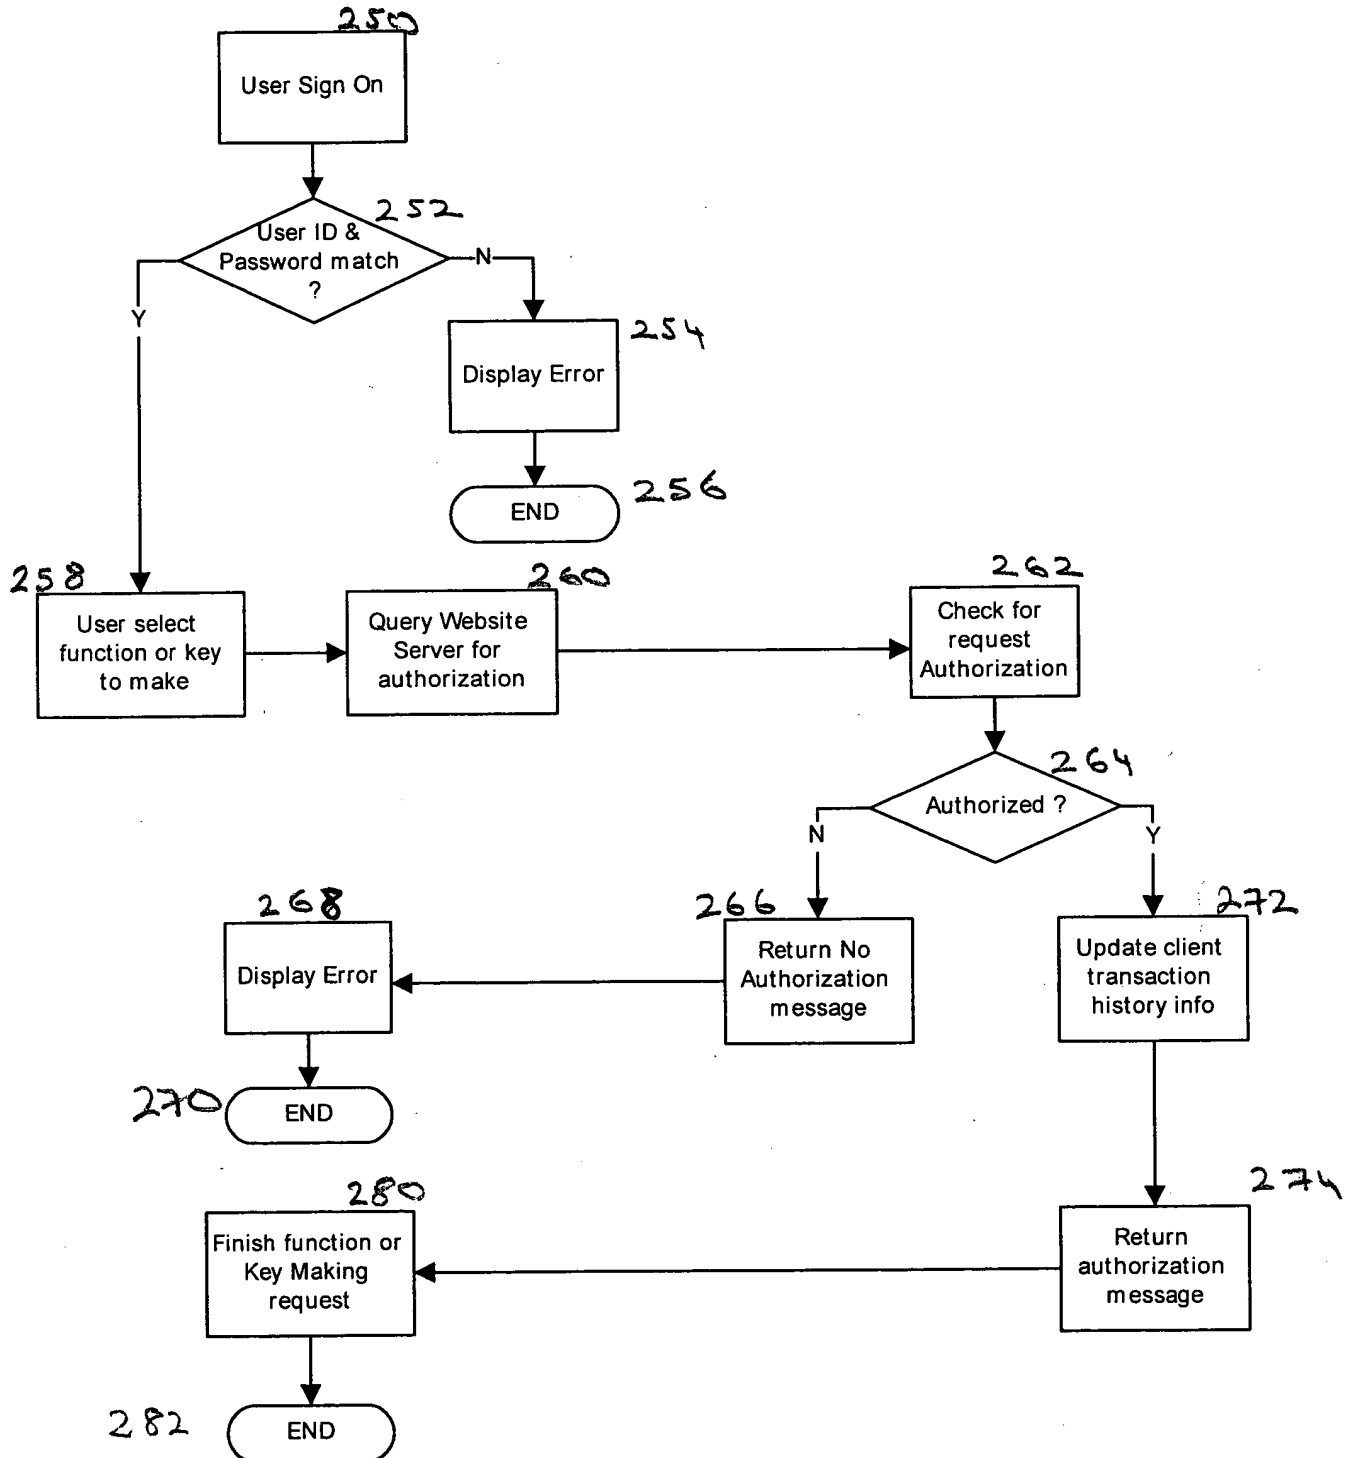 250
User Sign On
252
User ID &
Password match
?
N
Y
254
Display Error
256
END
258
User select
function or key
to make
260
Query Website
Server for
authorization
262
Check for
request
Authorization
264
Authorized ?
N
Y
266
Return No
Authorization
message
268
Display Error
270
END
272
Update client
transaction
history info
274
Return
authorization
message
280
Finish function or
Key Making
request
282
END